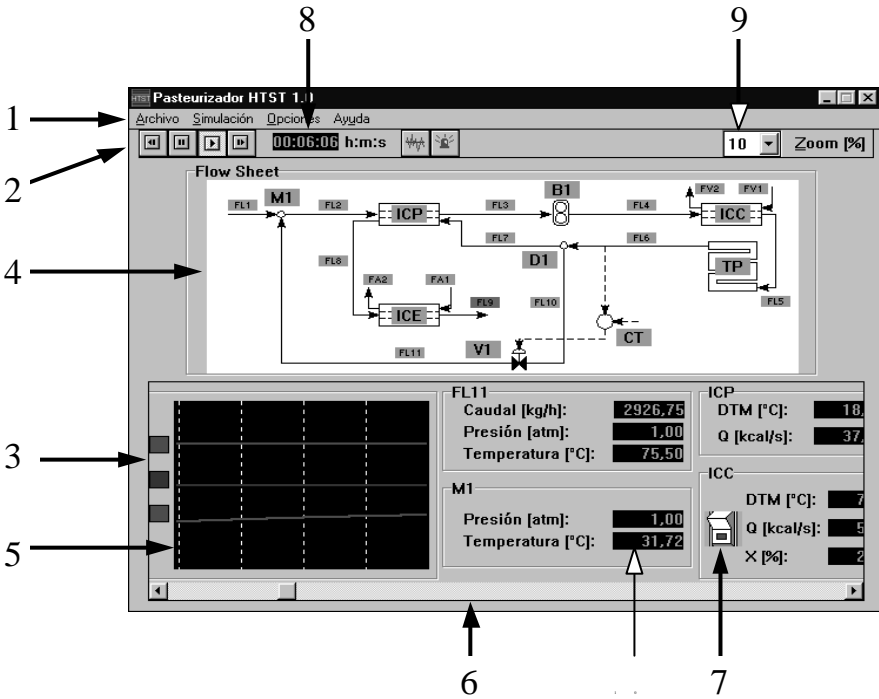 8
9
Pasteurizador HTST 1.0
1
Archivo Simulación Opciones Ayuda
2
00:06:06 h:m:s
10
Zoom [%]
Flow Sheet
4
FL1
M1
FL2
ICP
FL3
B1
FL4
FV2
FV1
ICC
FL7
FL6
D1
TP
FL8
FA2
FA1
FL9
FL10
FL5
ICE
CT
V1
FL11
3
5
FL11
Caudal [kg/h]: 2926,75
Presión [atm]: 1,00
Temperatura [°C]: 75,50
M1
Presión [atm]: 1,00
Temperatura [°C]: 31,72
ICP
DTM [°C]: 18,
Q [kcal/s]: 37,
ICC
DTM [°C]: 7
Q [kcal/s]: 5
X [%]: 2
6
7